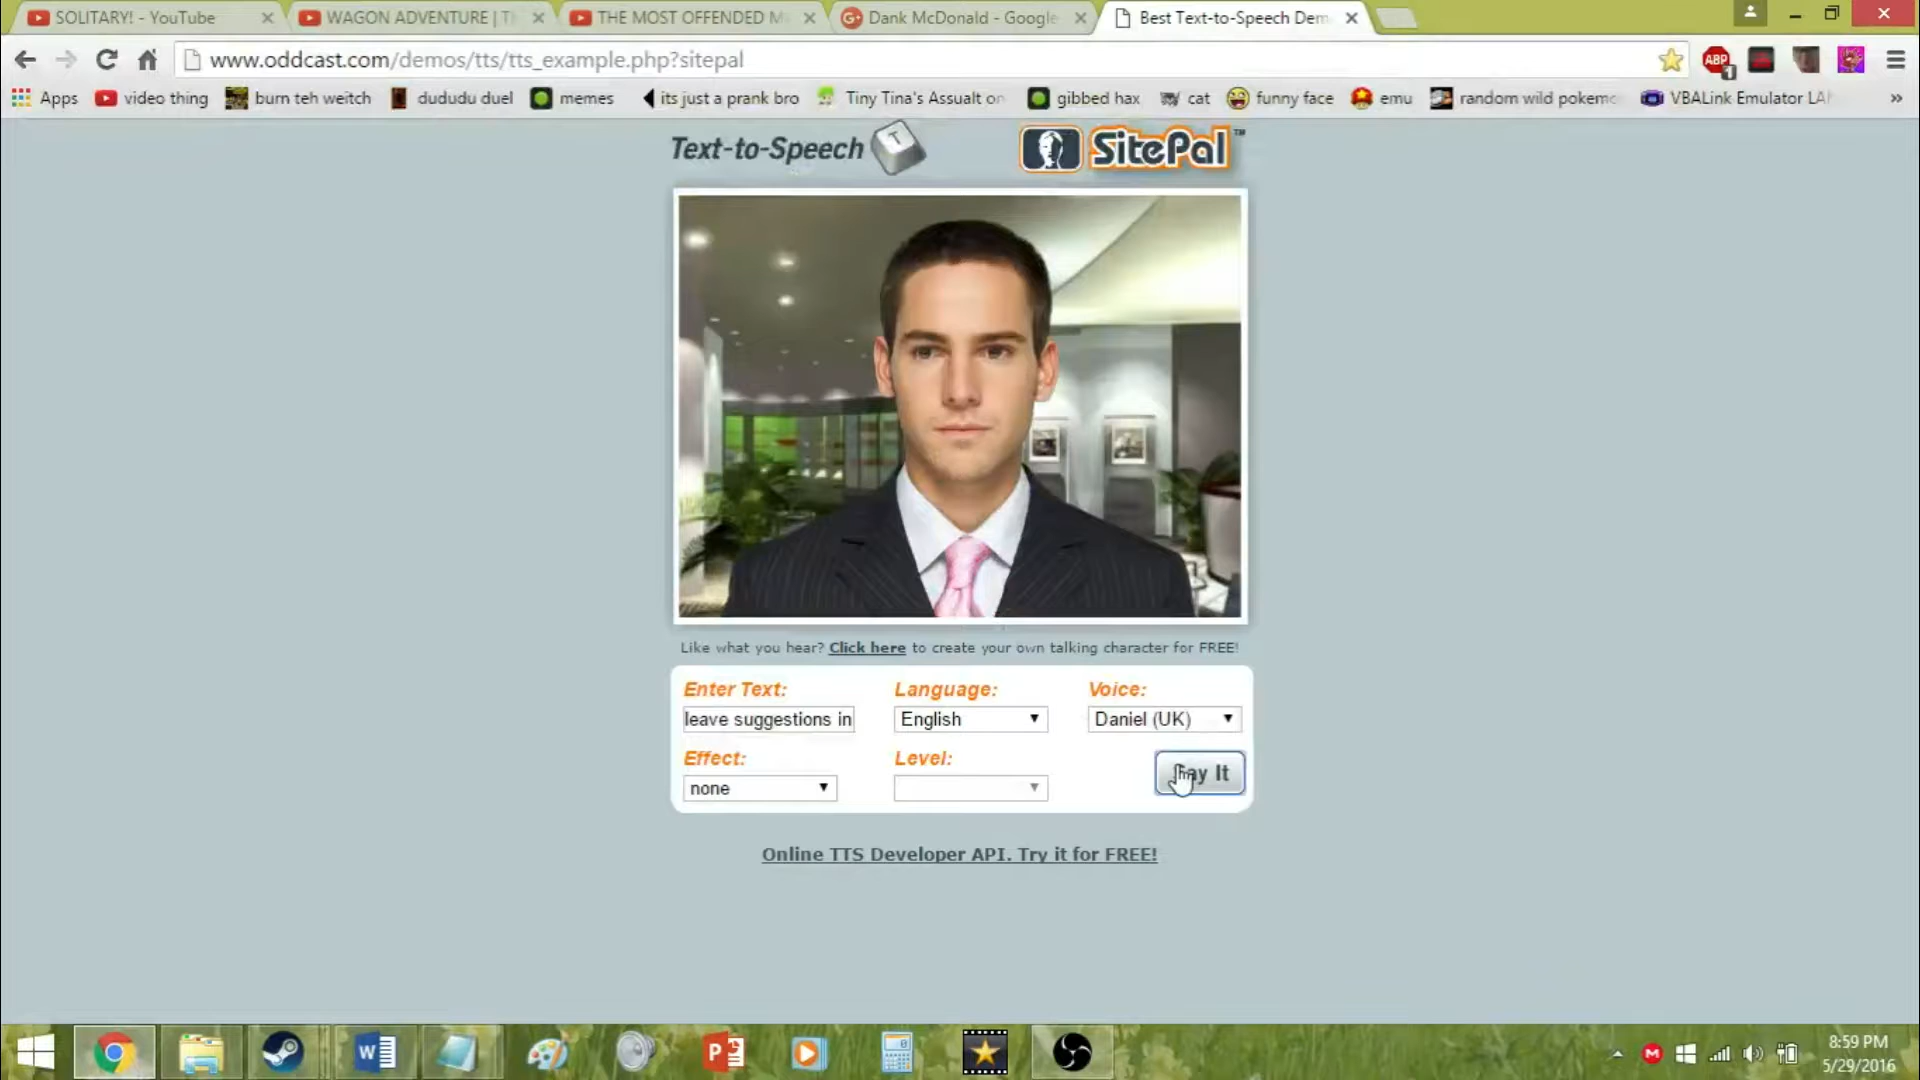 SOLITARY! - YouTube
WAGON ADVENTURE | T
THE MOST OFFENDED M
Dank McDonald - Google
Best Text-to-Speech Dem
www.oddcast.com/demos/tts/tts_example.php?sitepal
ABP
1
Apps
video thing
burn teh weitch
dududu duel
memes
its just a prank bro
Tiny Tina's Assualt on
gibbed hax
cat
funny face
emu
random wild pokemo
VBALink Emulator LA
»
Text-to-Speech
T
SitePal™
Like what you hear? Click here to create your own talking character for FREE!
Enter Text:
Language:
Voice:
leave suggestions in
English
Daniel (UK)
Effect:
Level:
none
Say It
Online TTS Developer API. Try it for FREE!
8:59 PM
5/29/2016